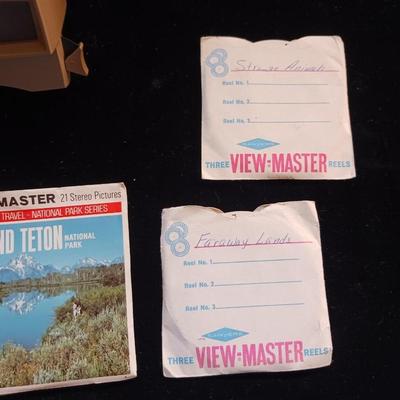 Strange Animals
Reel No. 1
Reel No. 2
Reel No. 3
SAWYER'S
THREE VIEW-MASTER REELS
MASTER 21 Stereo Pictures
TRAVEL - NATIONAL PARK SERIES
ND TETON NATIONAL
PARK
Faraway Lands
Reel No. 1
Reel No. 2
Reel No. 3
SAWYER'S
THREE VIEW-MASTER REELS